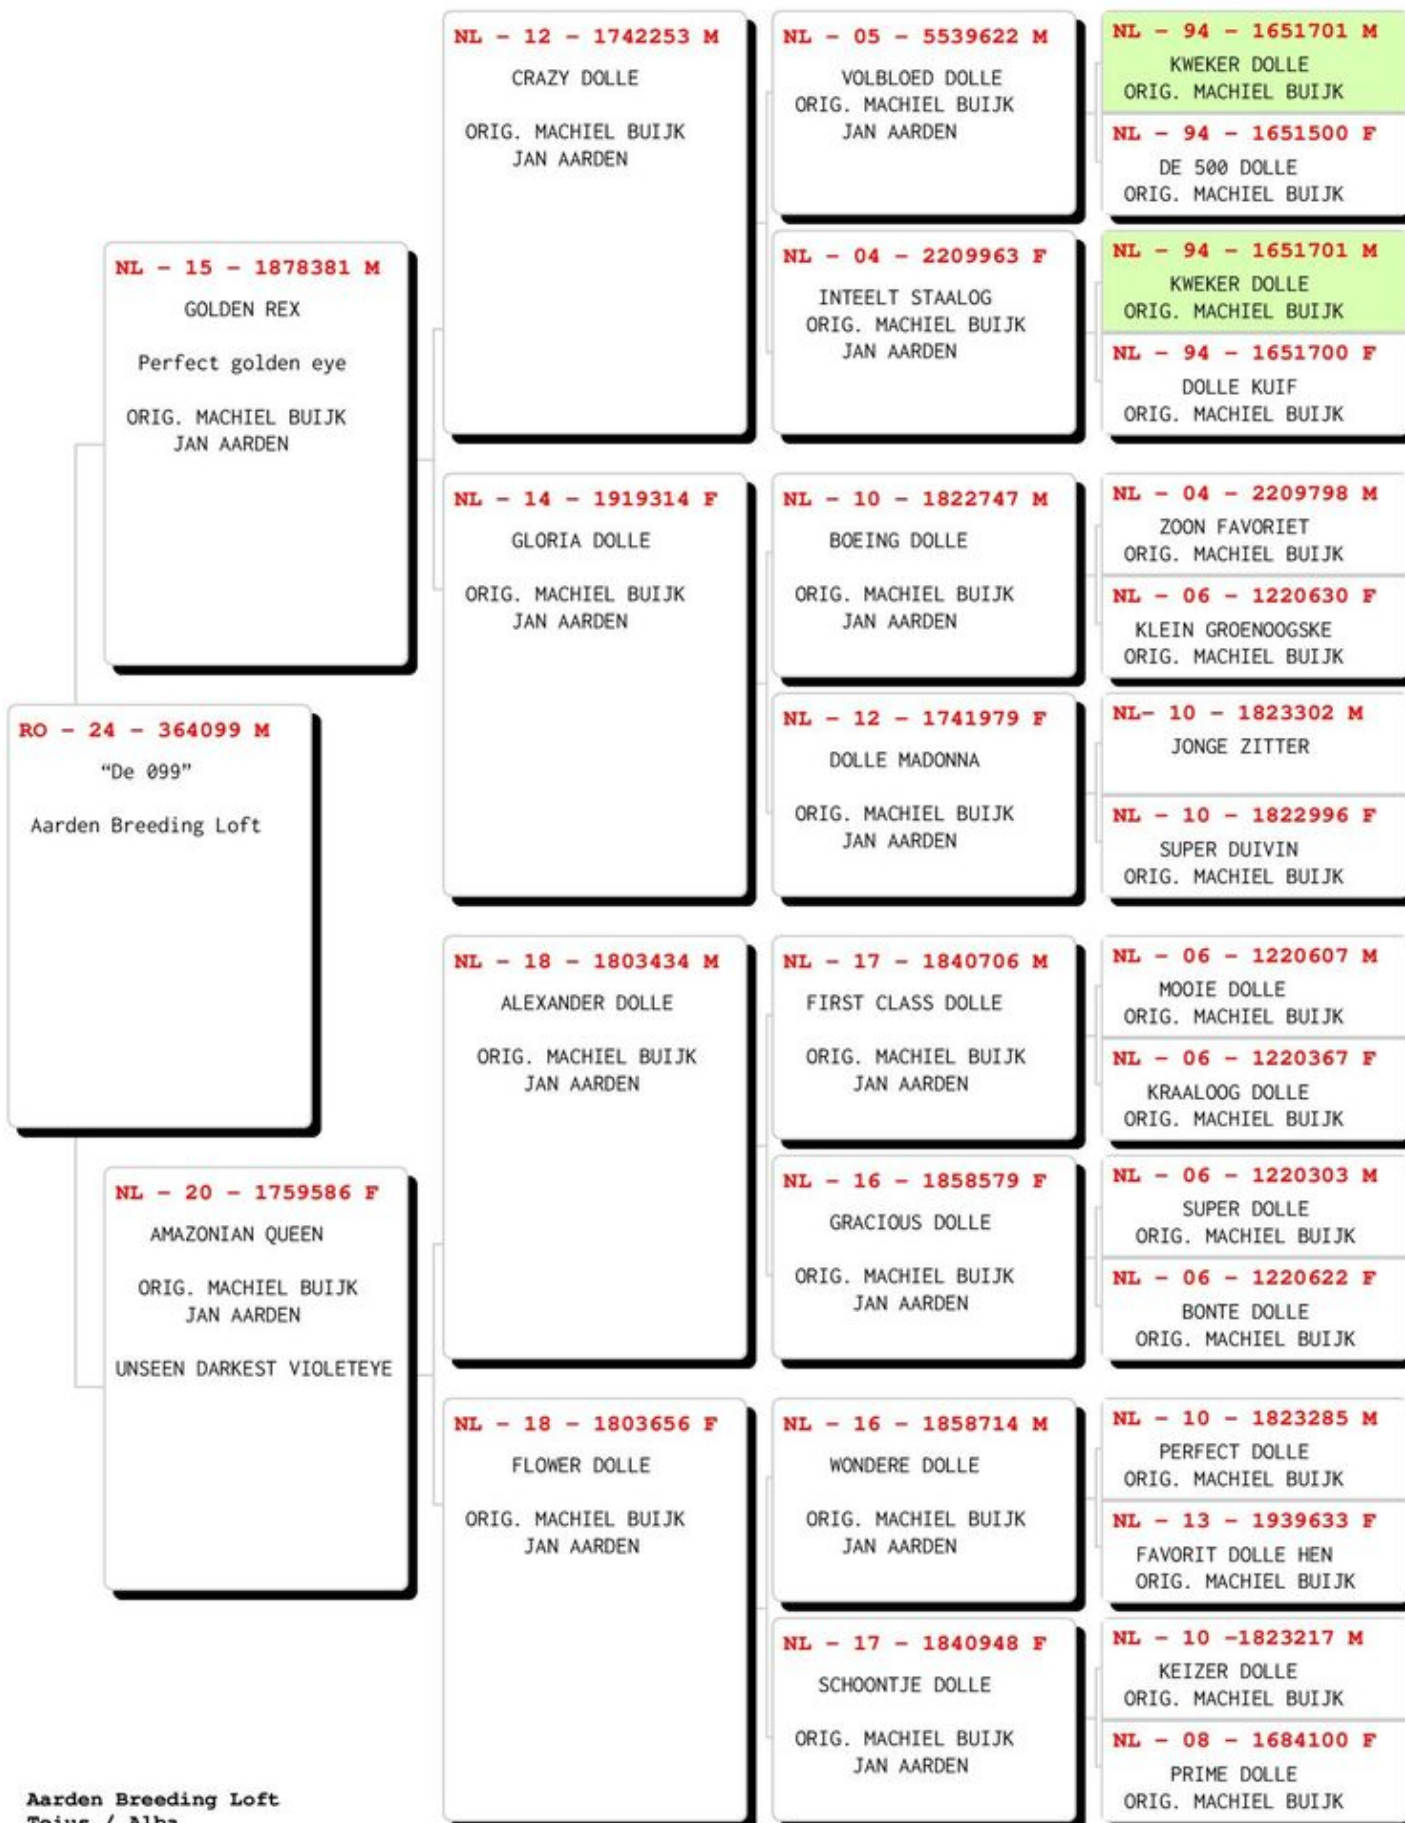 RO - 24 - 364099 M
"De 099"
Aarden Breeding Loft
NL - 15 - 1878381 M
GOLDEN REX
Perfect golden eye
ORIG. MACHIEL BUIJK
JAN AARDEN
NL - 20 - 1759586 F
AMAZONIAN QUEEN
ORIG. MACHIEL BUIJK
JAN AARDEN
UNSEEN DARKEST VIOLETEYE
NL - 12 - 1742253 M
CRAZY DOLLE
ORIG. MACHIEL BUIJK
JAN AARDEN
NL - 14 - 1919314 F
GLORIA DOLLE
ORIG. MACHIEL BUIJK
JAN AARDEN
NL - 18 - 1803434 M
ALEXANDER DOLLE
ORIG. MACHIEL BUIJK
JAN AARDEN
NL - 18 - 1803656 F
FLOWER DOLLE
ORIG. MACHIEL BUIJK
JAN AARDEN
NL - 05 - 5539622 M
VOLBLOED DOLLE
ORIG. MACHIEL BUIJK
JAN AARDEN
NL - 04 - 2209963 F
INTEELT STAALOG
ORIG. MACHIEL BUIJK
JAN AARDEN
NL - 10 - 1822747 M
BOEING DOLLE
ORIG. MACHIEL BUIJK
JAN AARDEN
NL - 12 - 1741979 F
DOLLE MADONNA
ORIG. MACHIEL BUIJK
JAN AARDEN
NL - 17 - 1840706 M
FIRST CLASS DOLLE
ORIG. MACHIEL BUIJK
JAN AARDEN
NL - 16 - 1858579 F
GRACIOUS DOLLE
ORIG. MACHIEL BUIJK
JAN AARDEN
NL - 16 - 1858714 M
WONDERE DOLLE
ORIG. MACHIEL BUIJK
JAN AARDEN
NL - 17 - 1840948 F
SCHOONTJE DOLLE
ORIG. MACHIEL BUIJK
JAN AARDEN
NL - 94 - 1651701 M
KWEKER DOLLE
ORIG. MACHIEL BUIJK
NL - 94 - 1651500 F
DE 500 DOLLE
ORIG. MACHIEL BUIJK
NL - 94 - 1651701 M
KWEKER DOLLE
ORIG. MACHIEL BUIJK
NL - 94 - 1651700 F
DOLLE KUIF
ORIG. MACHIEL BUIJK
NL - 04 - 2209798 M
ZOON FAVORIET
ORIG. MACHIEL BUIJK
NL - 06 - 1220630 F
KLEIN GROENOOGSKE
ORIG. MACHIEL BUIJK
NL- 10 - 1823302 M
JONGE ZITTER
NL - 10 - 1822996 F
SUPER DUIVIN
ORIG. MACHIEL BUIJK
NL - 06 - 1220607 M
MOOIE DOLLE
ORIG. MACHIEL BUIJK
NL - 06 - 1220367 F
KRAALOOG DOLLE
ORIG. MACHIEL BUIJK
NL - 06 - 1220303 M
SUPER DOLLE
ORIG. MACHIEL BUIJK
NL - 06 - 1220622 F
BONTE DOLLE
ORIG. MACHIEL BUIJK
NL - 10 - 1823285 M
PERFECT DOLLE
ORIG. MACHIEL BUIJK
NL - 13 - 1939633 F
FAVORIT DOLLE HEN
ORIG. MACHIEL BUIJK
NL - 10 -1823217 M
KEIZER DOLLE
ORIG. MACHIEL BUIJK
NL - 08 - 1684100 F
PRIME DOLLE
ORIG. MACHIEL BUIJK
Aarden Breeding Loft